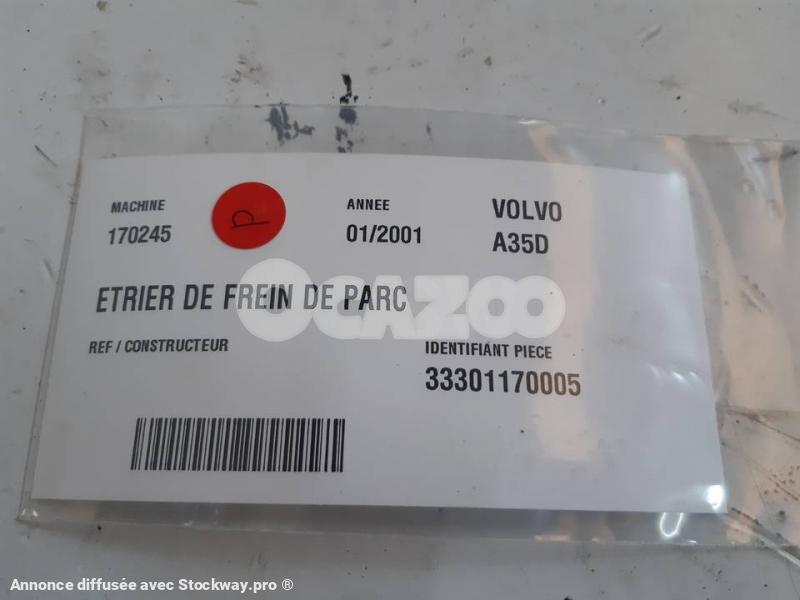 MACHINE
170245
P
ANNEE
01/2001
VOLVO
A35D
ETRIER DE FREIN DE PARC
OCAZOO
REF / CONSTRUCTEUR
IDENTIFIANT PIECE
33301170005
Annonce diffusée avec Stockway.pro ®